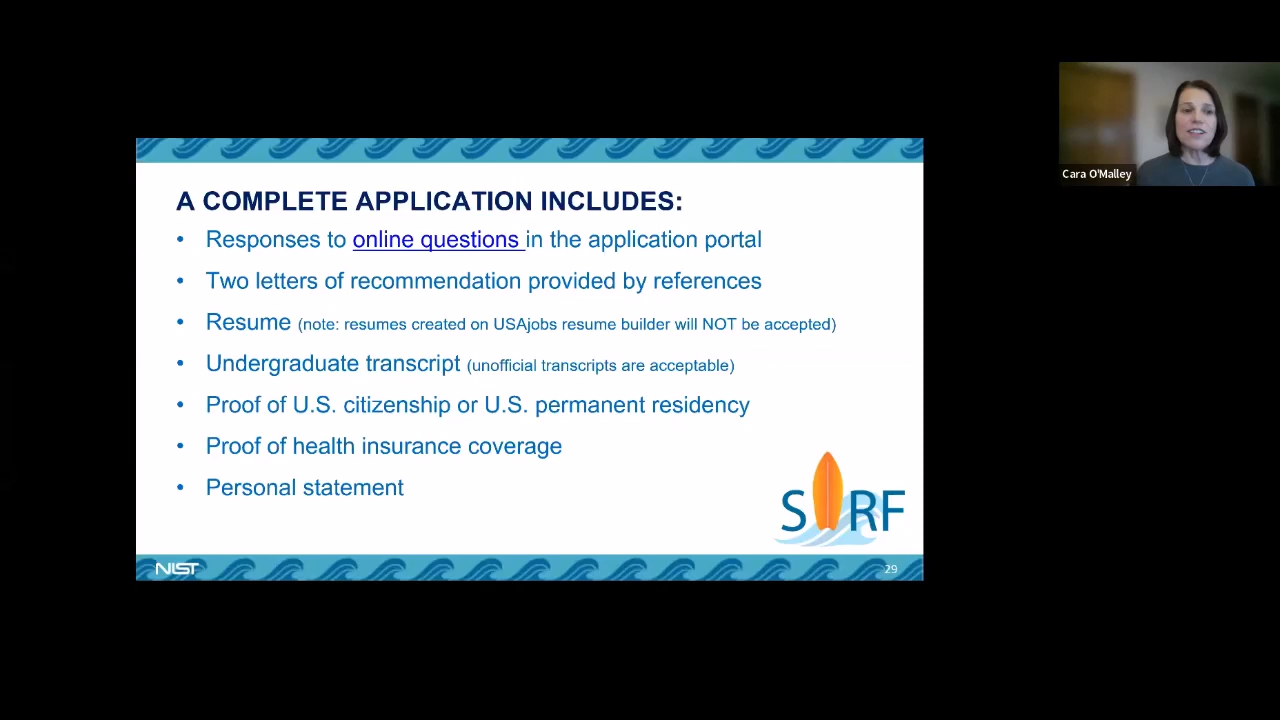 A COMPLETE APPLICATION INCLUDES:
• Responses to online questions in the application portal
• Two letters of recommendation provided by references
• Resume (note: resumes created on USAjobs resume builder will NOT be accepted)
• Undergraduate transcript (unofficial transcripts are acceptable)
• Proof of U.S. citizenship or U.S. permanent residency
• Proof of health insurance coverage
• Personal statement
SURF
NIST
29
Cara O'Malley